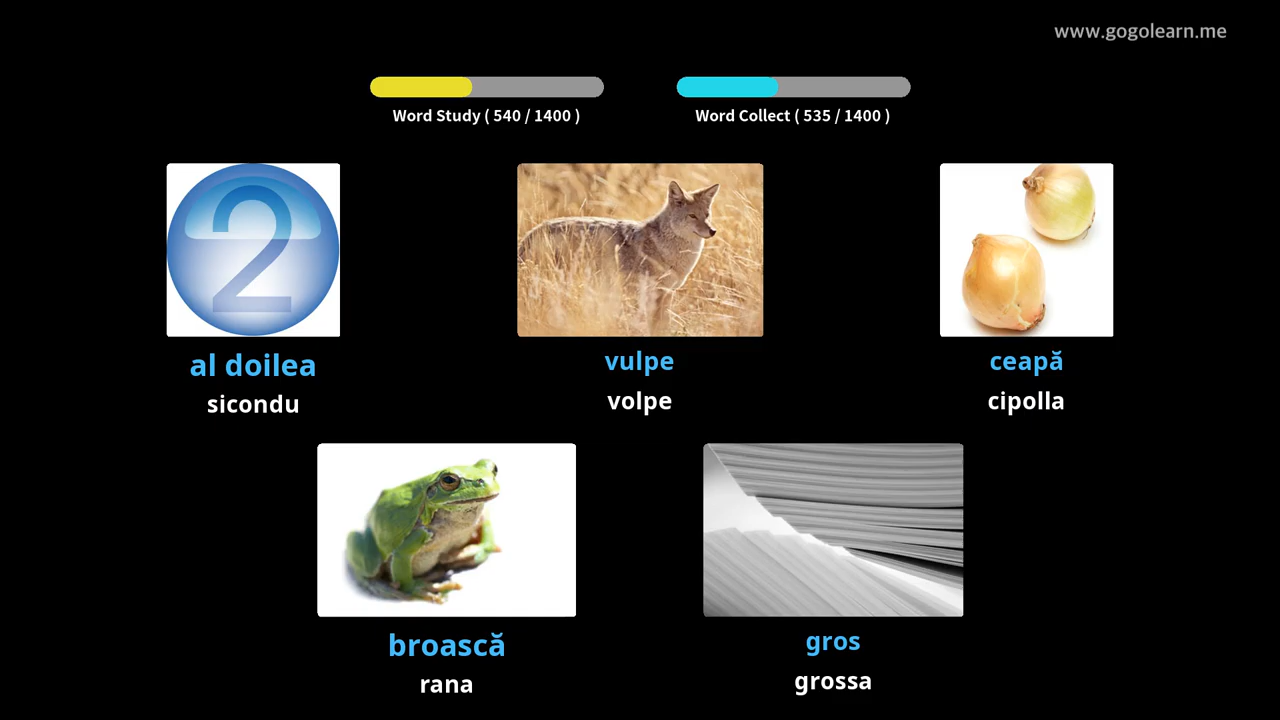 www.gogolearn.me
Word Study ( 540 / 1400 )
Word Collect ( 535 / 1400 )
2
al doilea
sicondu
vulpe
volpe
ceapă
cipolla
broască
rana
gros
grossa